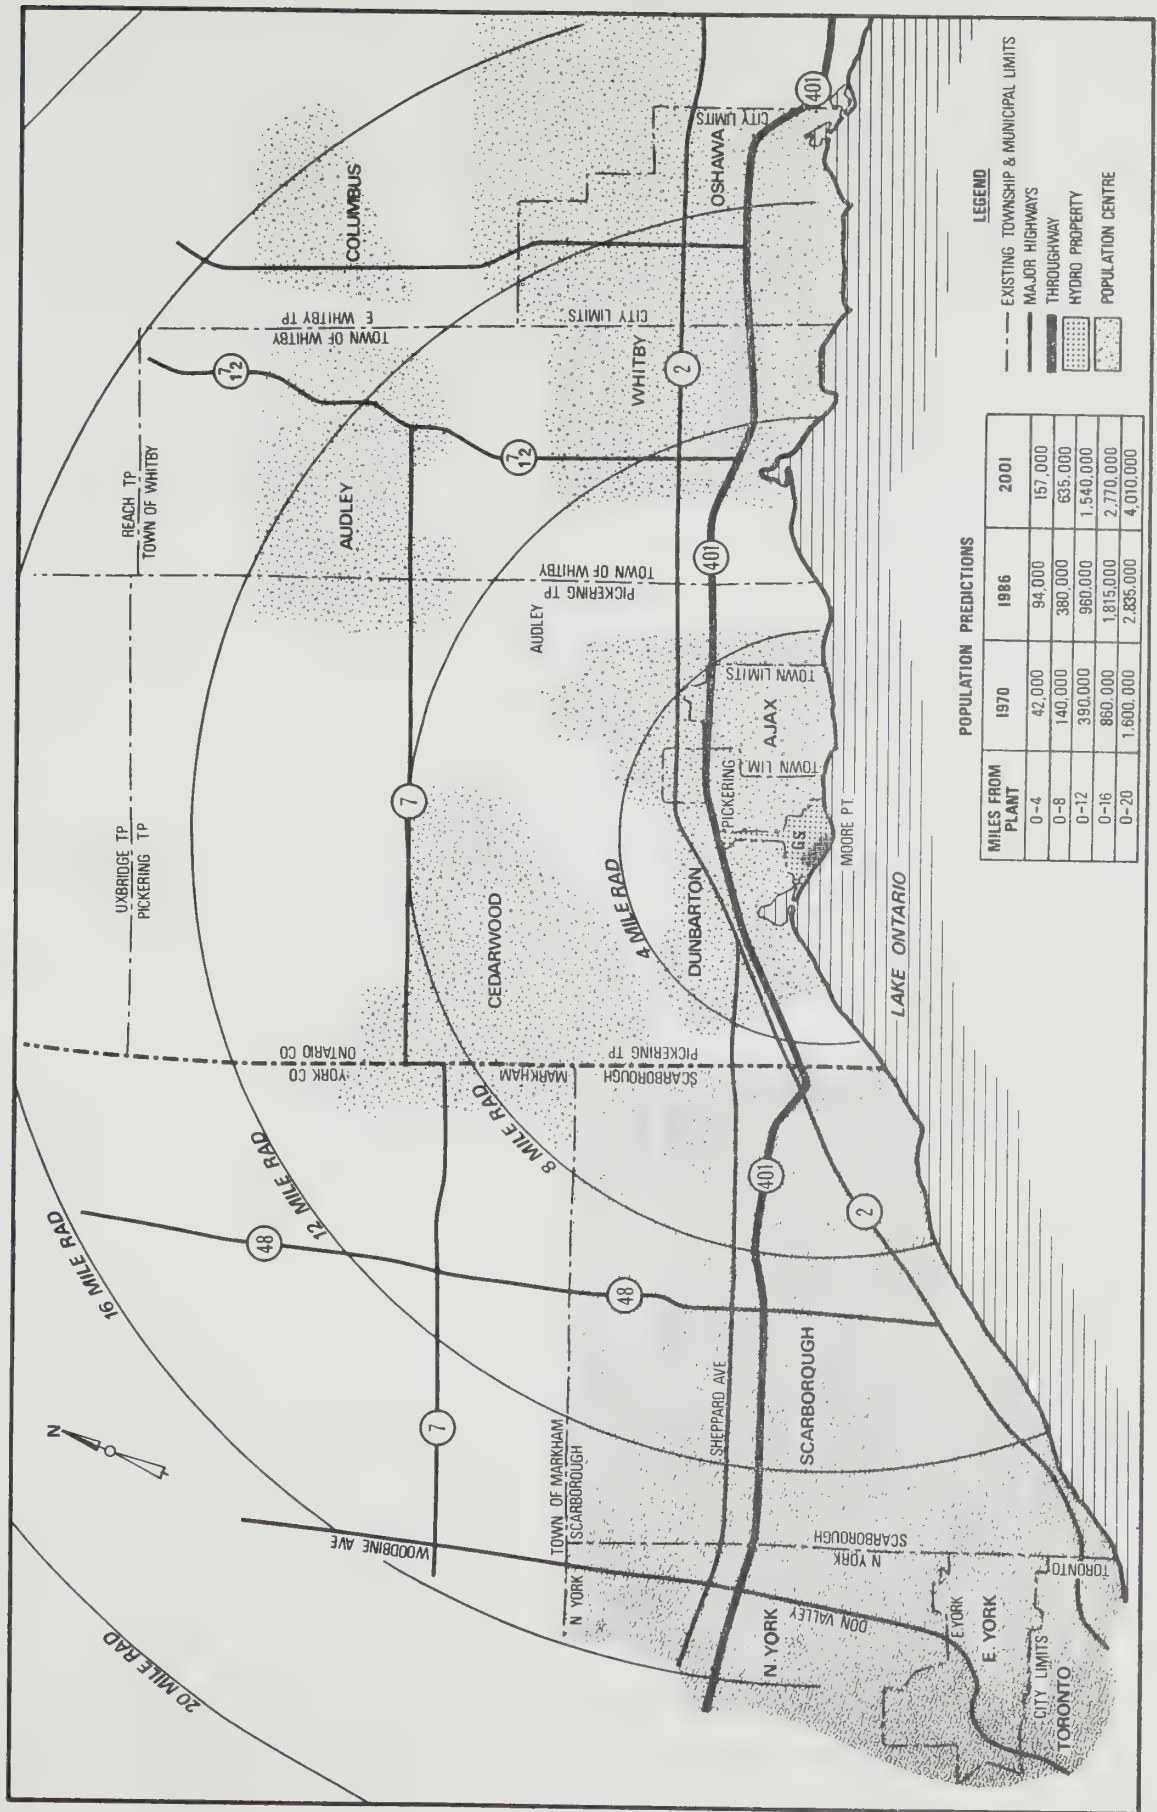 20 MILE RAD
16 MILE RAD
12 MILE RAD
8 MILE RAD
4 MILE RAD
N
WOODBINE AVE
7
48
YORK CO
ONTARIO CO
UXBRIDGE TP
PICKERING TP
REACH TP
TOWN OF WHITBY
7
12
TOWN OF WHITBY
E WHITBY TP
COLUMBUS
7
AUDLEY
7
12
CEDARWOOD
MARKHAM
TOWN OF MARKHAM
SCARBOROUGH
N YORK
48
SCARBOROUGH
PICKERING TP
AUDLEY
PICKERING TP
TOWN OF WHITBY
WHITBY
CITY LIMITS
OSHAWA
CITY LIMITS
2
401
401
SHEPPARD AVE
401
2
SCARBOROUGH
DUNBARTON
PICKERING
TOWN LIM
AJAX
TOWN LIMITS
GS
MOORE PT.
LAKE ONTARIO
N. YORK
DON VALLEY
N YORK
SCARBOROUGH
E.YORK
E. YORK
CITY LIMITS
TORONTO
TORONTO
POPULATION PREDICTIONS
MILES FROM PLANT 1970 1986 2001
0-4 42,000 94,000 157,000
0-8 140,000 380,000 635,000
0-12 390,000 960,000 1,540,000
0-16 860,000 1,815,000 2,770,000
0-20 1,600,000 2,835,000 4,010,000
LEGEND
EXISTING TOWNSHIP & MUNICIPAL LIMITS
MAJOR HIGHWAYS
THROUGHWAY
HYDRO PROPERTY
POPULATION CENTRE